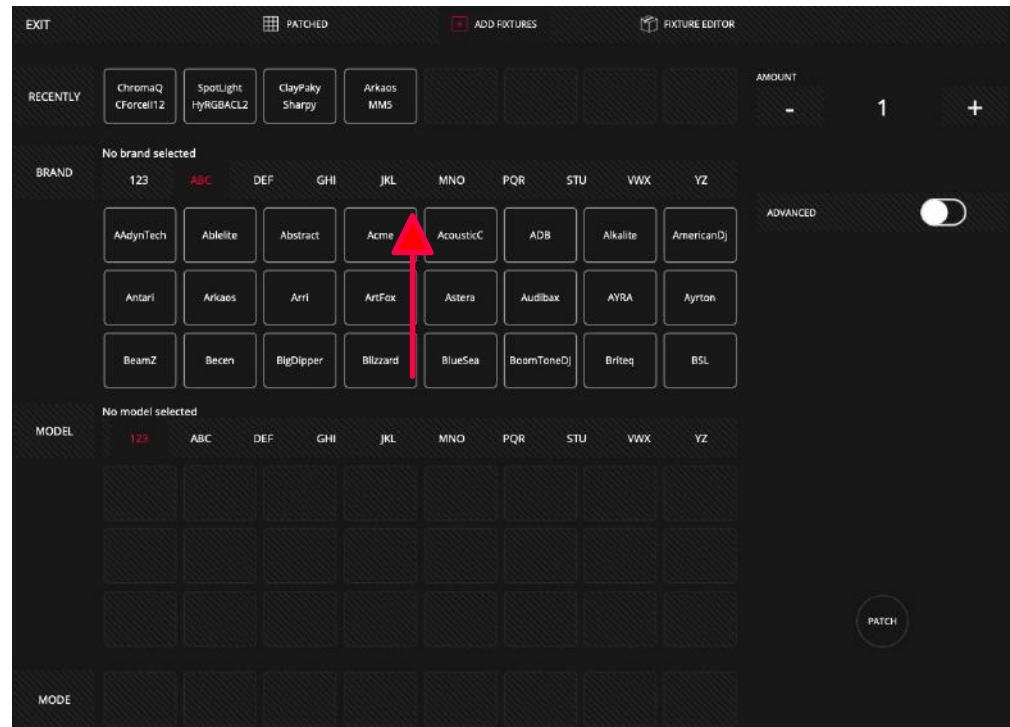 EXIT PATCHED ADD FIXTURES FIXTURE EDITOR
RECENTLY
ChromaQ CForceII12
SpotLight HyRGBACL2
ClayPaky Sharpy
Arkaos MM5
AMOUNT
- 1 +
BRAND
No brand selected
123 ABC DEF GHI JKL MNO PQR STU VWX YZ
ADVANCED
AAdynTech Ablelite Abstract Acme AcousticC ADB Alkalite AmericanDj
Antari Arkaos Arri ArtFox Astera Audibax AYRA Ayrton
BeamZ Becen BigDipper Blizzard BlueSea BoomToneDJ Briteq BSL
MODEL
No model selected
123 ABC DEF GHI JKL MNO PQR STU VWX YZ
PATCH
MODE